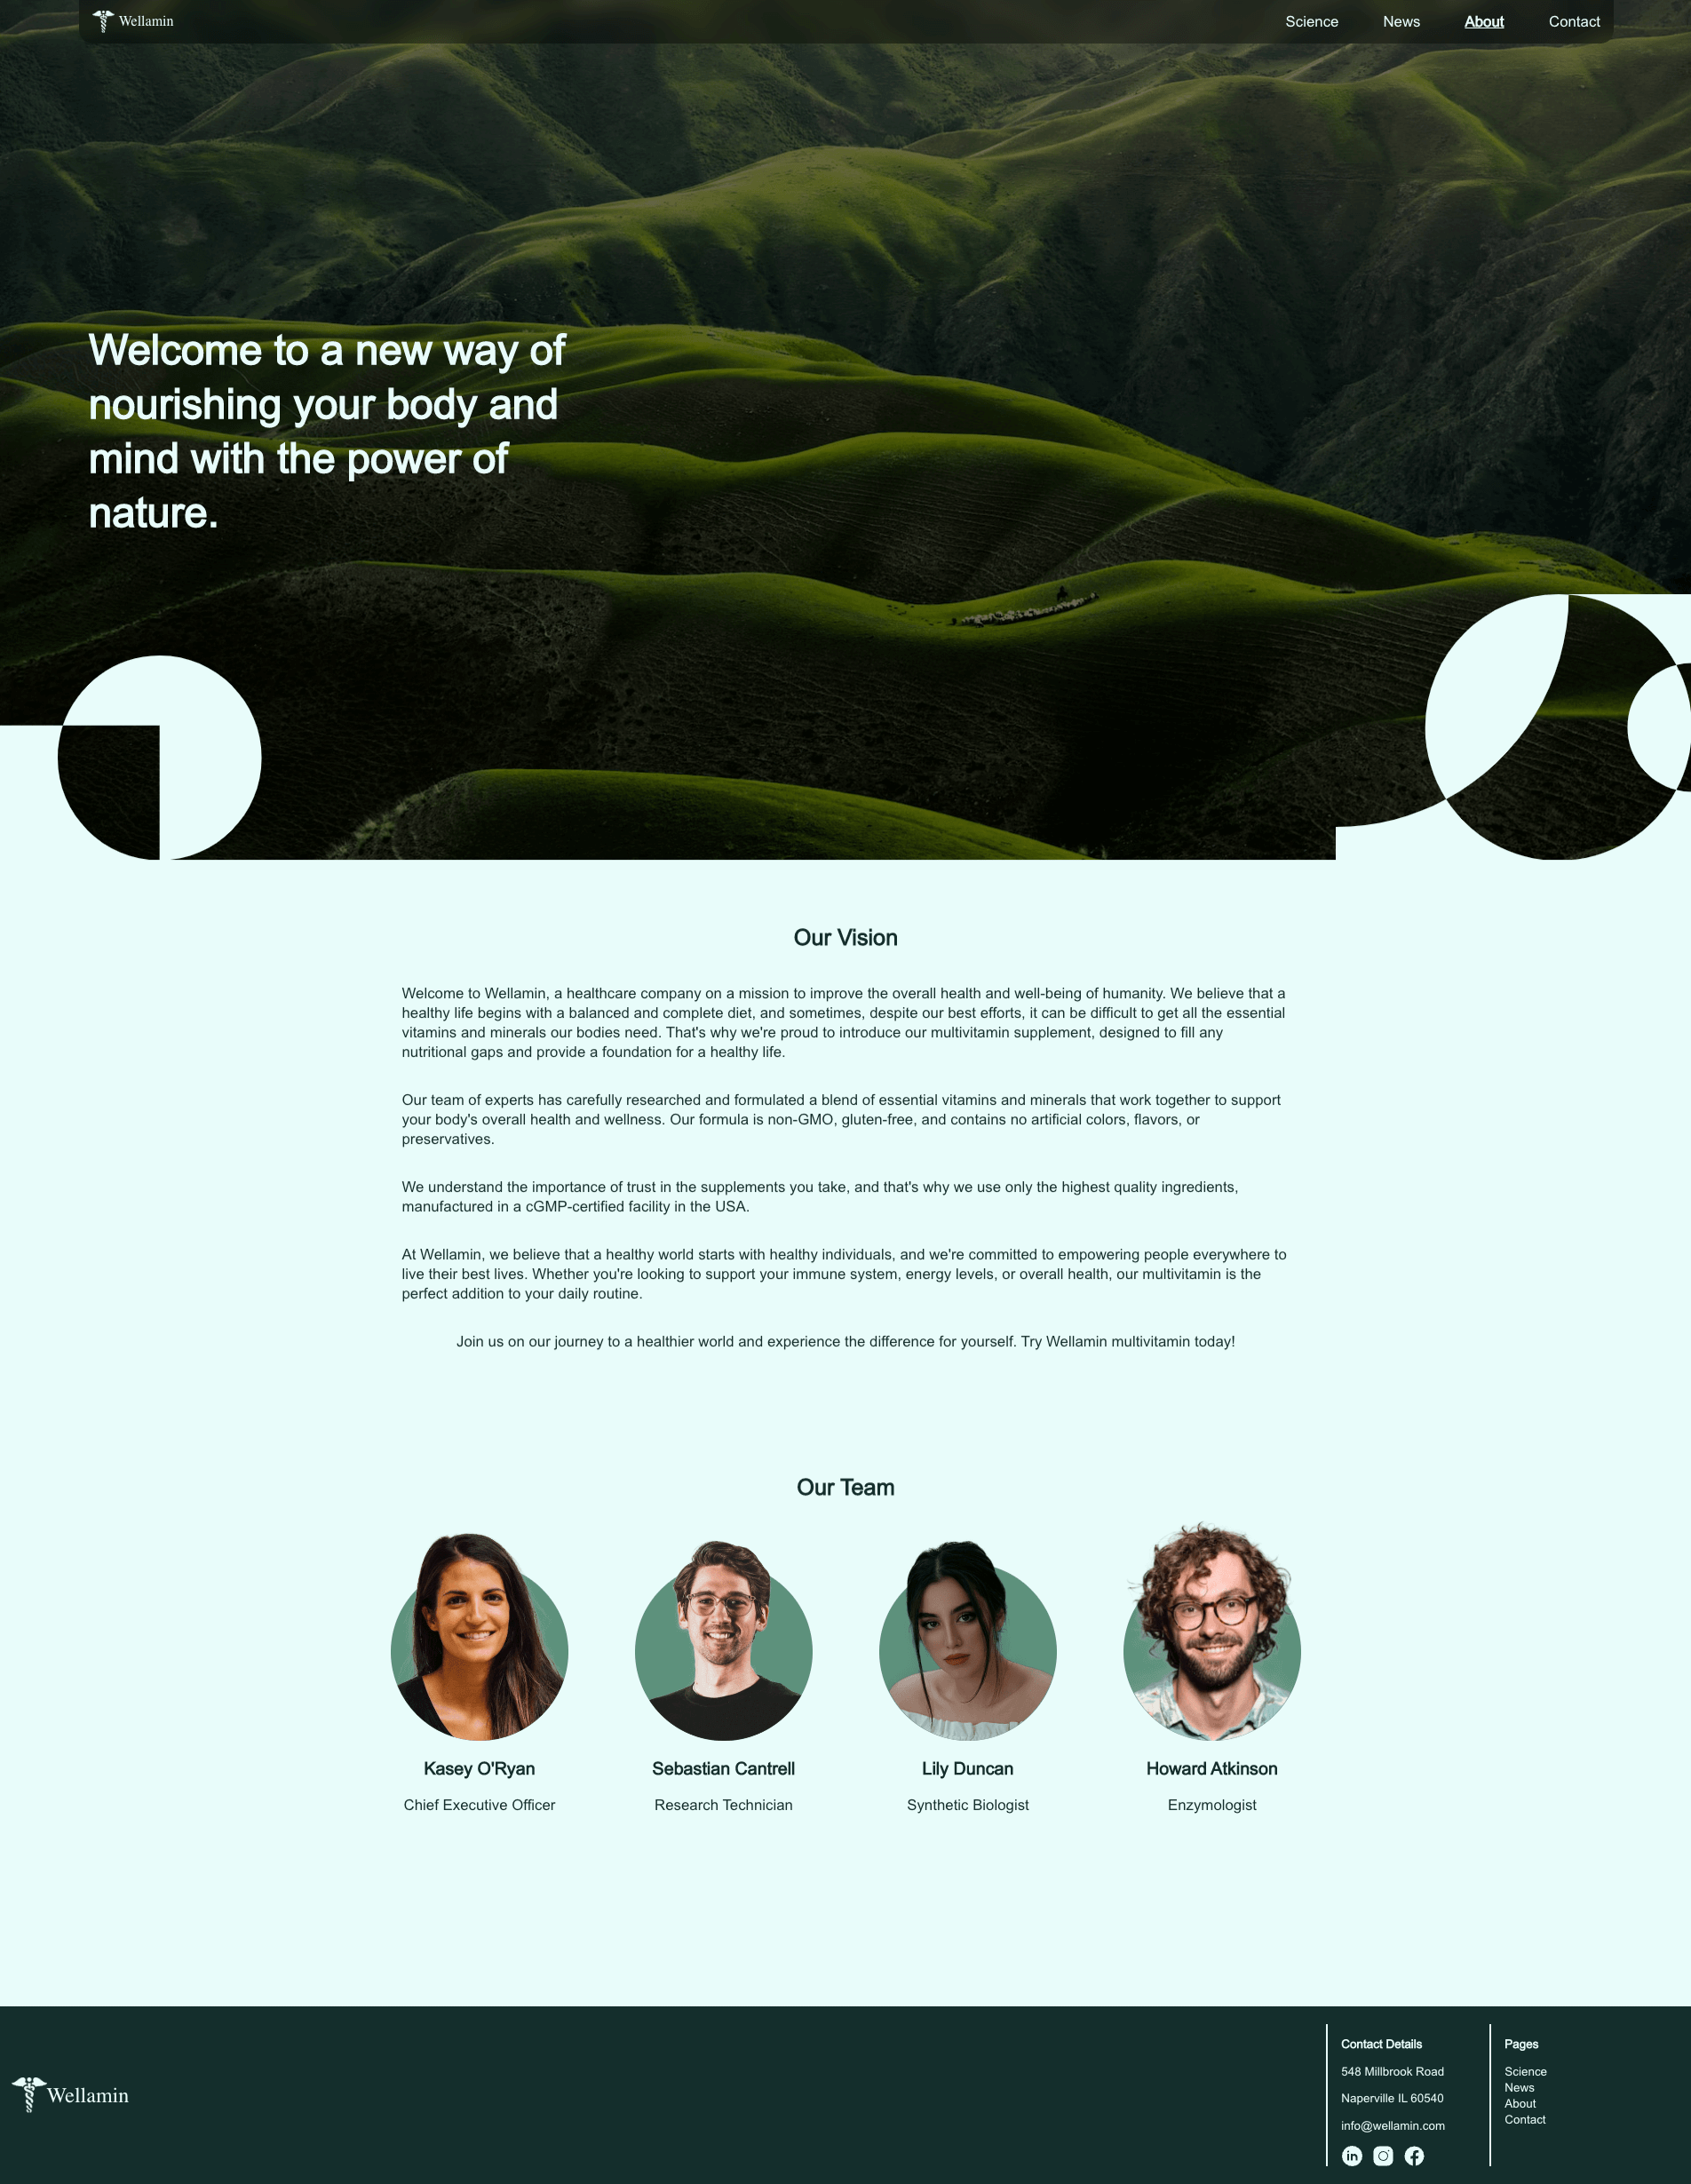 Wellamin
Science
News
About
Contact
Welcome to a new way of
nourishing your body and
mind with the power of
nature.
Our Vision
Welcome to Wellamin, a healthcare company on a mission to improve the overall health and well-being of humanity. We believe that a
healthy life begins with a balanced and complete diet, and sometimes, despite our best efforts, it can be difficult to get all the essential
vitamins and minerals our bodies need. That's why we're proud to introduce our multivitamin supplement, designed to fill any
nutritional gaps and provide a foundation for a healthy life.
Our team of experts has carefully researched and formulated a blend of essential vitamins and minerals that work together to support
your body's overall health and wellness. Our formula is non-GMO, gluten-free, and contains no artificial colors, flavors, or
preservatives.
We understand the importance of trust in the supplements you take, and that's why we use only the highest quality ingredients,
manufactured in a cGMP-certified facility in the USA.
At Wellamin, we believe that a healthy world starts with healthy individuals, and we're committed to empowering people everywhere to
live their best lives. Whether you're looking to support your immune system, energy levels, or overall health, our multivitamin is the
perfect addition to your daily routine.
Join us on our journey to a healthier world and experience the difference for yourself. Try Wellamin multivitamin today!
Our Team
Kasey O'Ryan
Chief Executive Officer
Sebastian Cantrell
Research Technician
Lily Duncan
Synthetic Biologist
Howard Atkinson
Enzymologist
Wellamin
Contact Details
548 Millbrook Road
Naperville IL 60540
info@wellamin.com
in
Pages
Science
News
About
Contact